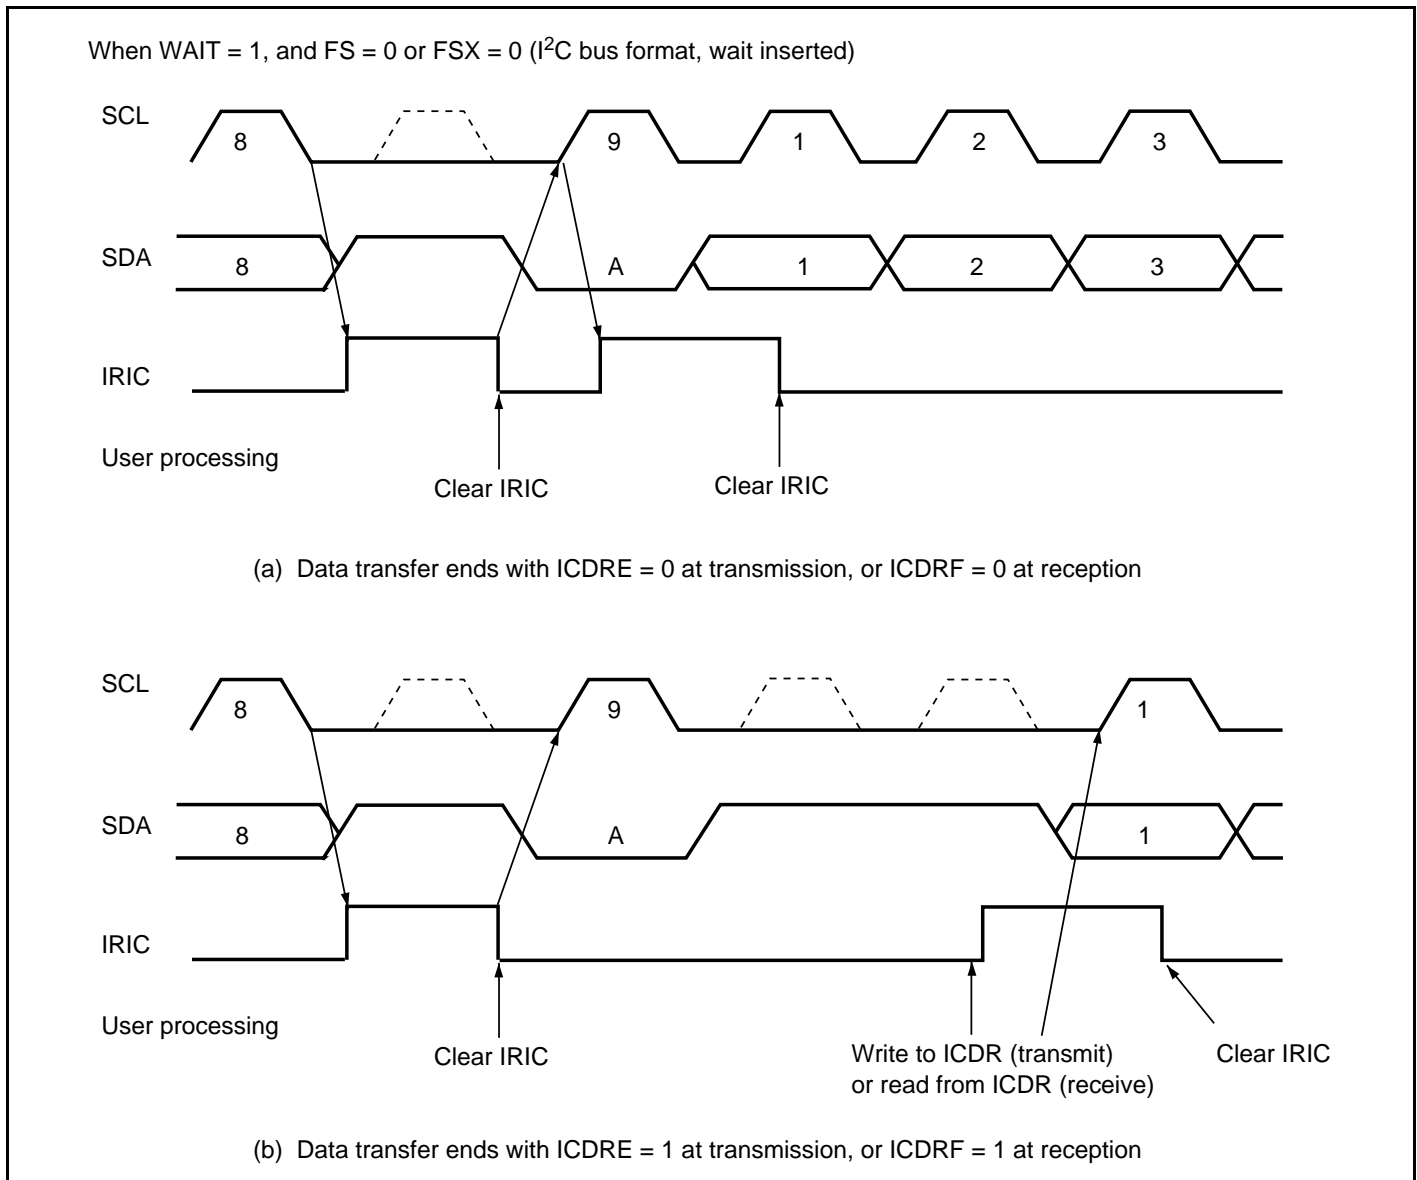 When WAIT = 1, and FS = 0 or FSX = 0 (I²C bus format, wait inserted)
SCL
8 9 1 2 3
SDA
8 A 1 2 3
IRIC
User processing
Clear IRIC Clear IRIC
(a) Data transfer ends with ICDRE = 0 at transmission, or ICDRF = 0 at reception
SCL
8 9 1
SDA
8 A 1
IRIC
User processing
Clear IRIC Write to ICDR (transmit) Clear IRIC
or read from ICDR (receive)
(b) Data transfer ends with ICDRE = 1 at transmission, or ICDRF = 1 at reception